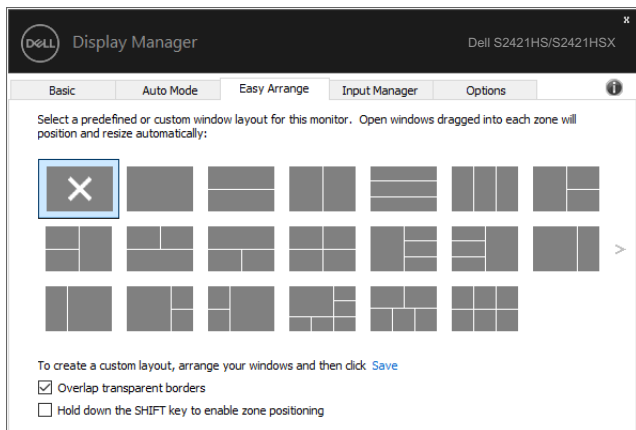 x
DELL Display Manager Dell S2421HS/S2421HSX
Basic Auto Mode Easy Arrange Input Manager Options i
Select a predefined or custom window layout for this monitor. Open windows dragged into each zone will
position and resize automatically:
>
To create a custom layout, arrange your windows and then click Save
Overlap transparent borders
Hold down the SHIFT key to enable zone positioning